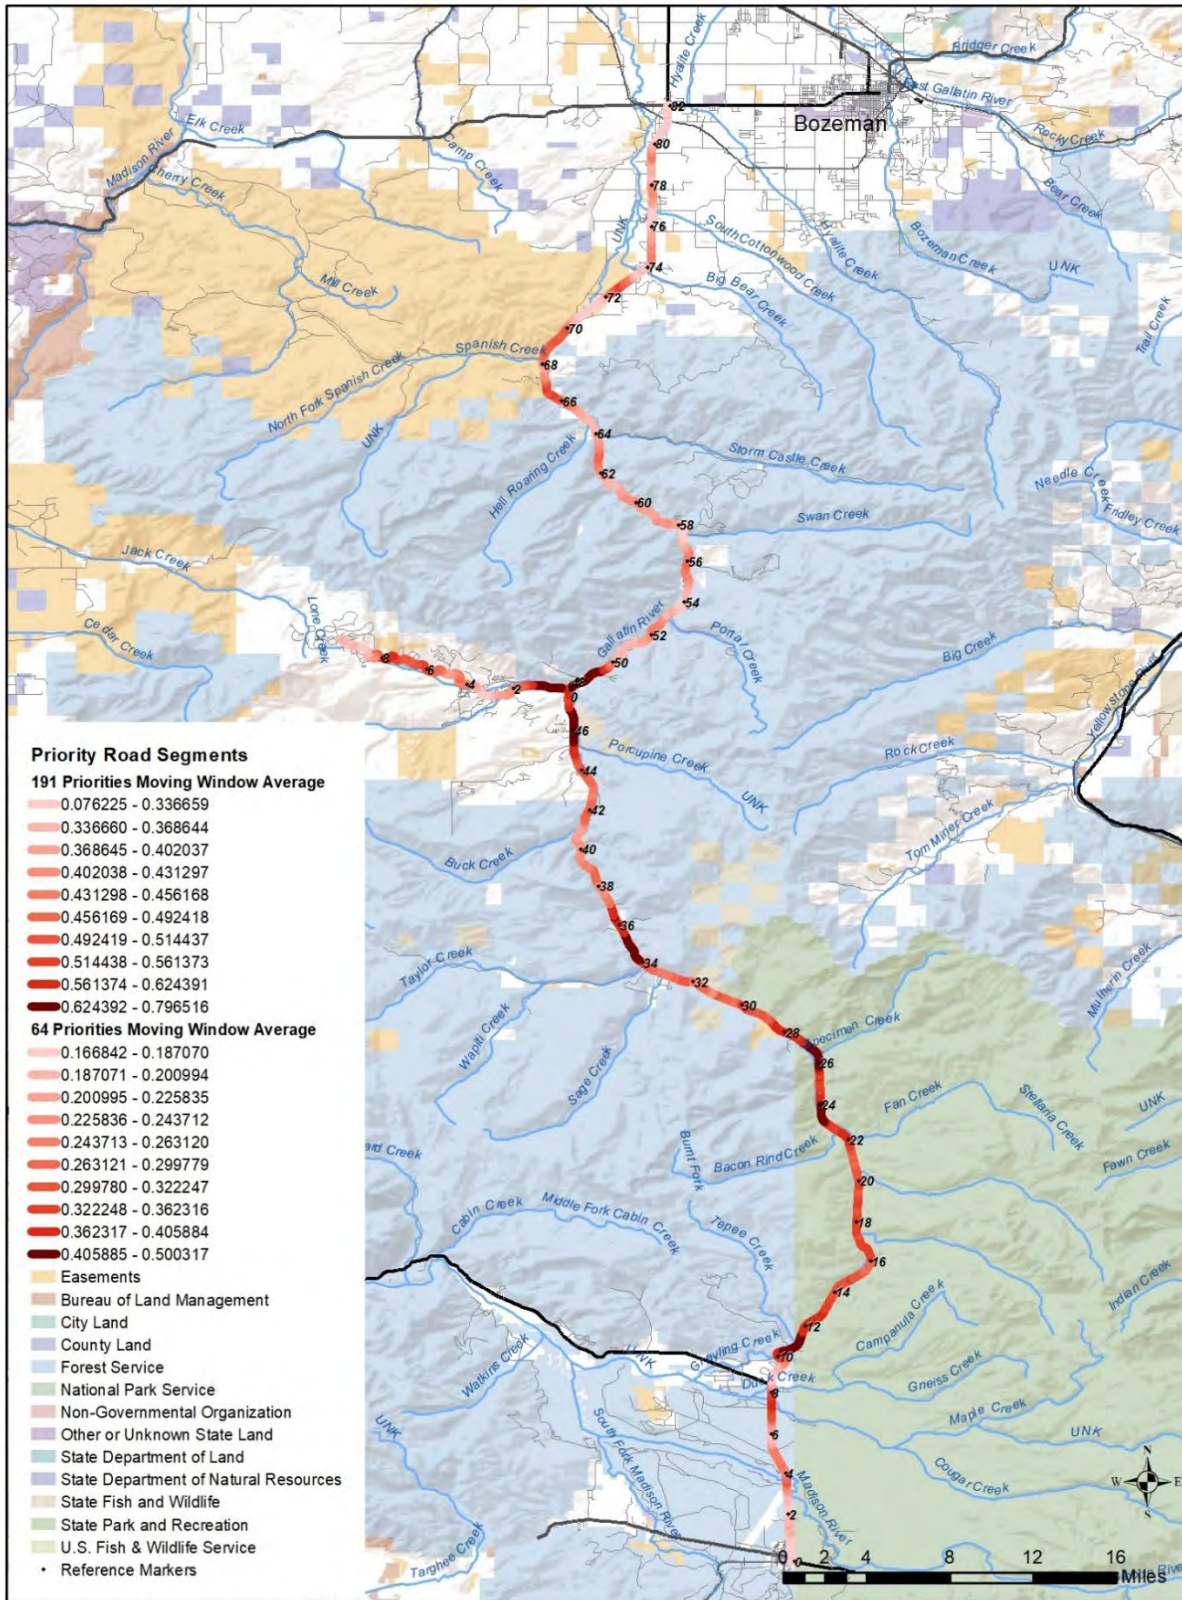 Hyalite Creek
Bridger Creek
East Gallatin River
82
Bozeman
Elk Creek
Camp Creek
Rocky Creek
80
Madison River
Cherry Creek
Bear Creek
78
UNK
76
South Cottonwood Creek
Hyalite Creek
Bozeman Creek
UNK
74
Mill Creek
Big Bear Creek
72
Trail Creek
70
Spanish Creek
68
North Fork Spanish Creek
66
UNK
64
Hell Roaring Creek
Storm Castle Creek
62
Needle Creek
60
Swan Creek
Fridley Creek
58
Jack Creek
56
Lone Creek
54
Gallatin River
Portal Creek
Cedar Creek
52
Big Creek
50
8
6
4
2
48
0
Yellowstone River
46
Porcupine Creek
Rock Creek
44
UNK
42
Tom Miner Creek
Buck Creek
40
38
36
Taylor Creek
34
32
Mulherin Creek
30
Wapiti Creek
28
Specimen Creek
Sage Creek
26
24
Fan Creek
Stellaria Creek
UNK
22
Burnt Fork
Bacon Rind Creek
Fawn Creek
ard Creek
20
Cabin Creek
Middle Fork Cabin Creek
Tepee Creek
18
16
Indian Creek
14
Campanula Creek
12
Grayling Creek
UNK
10
Watkins Creek
Duck Creek
Gneiss Creek
8
Maple Creek
UNK
UNK
6
South Fork Madison River
Cougar Creek
4
Madison River
2
Targhee Creek
0
Priority Road Segments
191 Priorities Moving Window Average
0.076225 - 0.336659
0.336660 - 0.368644
0.368645 - 0.402037
0.402038 - 0.431297
0.431298 - 0.456168
0.456169 - 0.492418
0.492419 - 0.514437
0.514438 - 0.561373
0.561374 - 0.624391
0.624392 - 0.796516
64 Priorities Moving Window Average
0.166842 - 0.187070
0.187071 - 0.200994
0.200995 - 0.225835
0.225836 - 0.243712
0.243713 - 0.263120
0.263121 - 0.299779
0.299780 - 0.322247
0.322248 - 0.362316
0.362317 - 0.405884
0.405885 - 0.500317
Easements
Bureau of Land Management
City Land
County Land
Forest Service
National Park Service
Non-Governmental Organization
Other or Unknown State Land
State Department of Land
State Department of Natural Resources
State Fish and Wildlife
State Park and Recreation
U.S. Fish & Wildlife Service
Reference Markers
N
W E
S
0 2 4 8 12 16
Miles